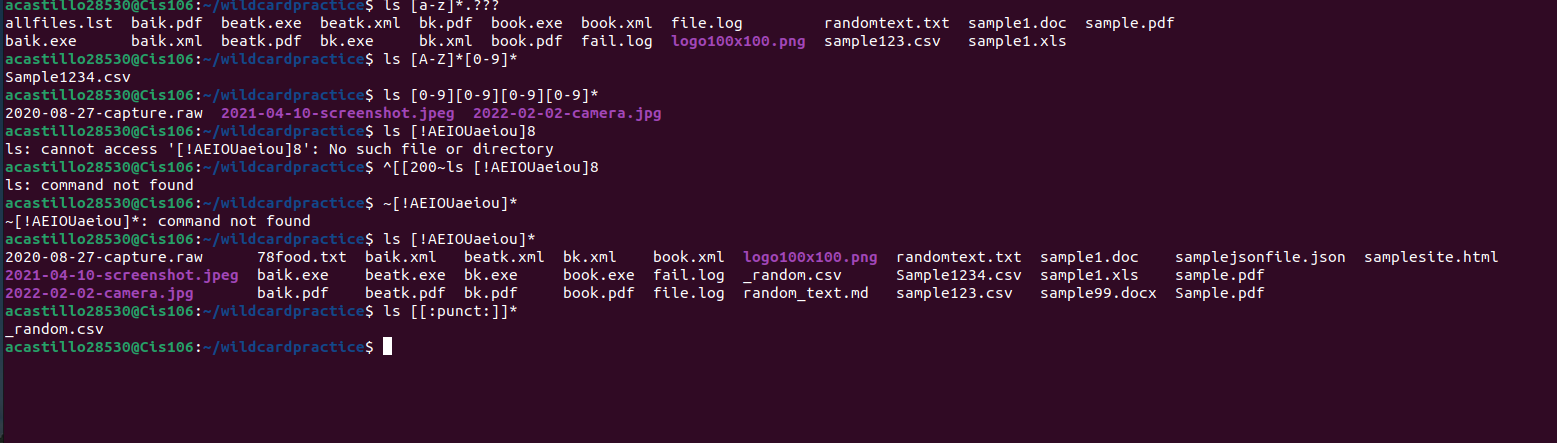 acastillo28530@Cis106:~/wildcardpractice$ ls [a-z]*.???
allfiles.lst  baik.pdf  beatk.exe  beatk.xml  bk.pdf  book.exe  book.xml  file.log         randomtext.txt  sample1.doc  sample.pdf
baik.exe      baik.xml  beatk.pdf  bk.exe     bk.xml  book.pdf  fail.log  logo100x100.png  sample123.csv   sample1.xls
acastillo28530@Cis106:~/wildcardpractice$ ls [A-Z]*[0-9]*
Sample1234.csv
acastillo28530@Cis106:~/wildcardpractice$ ls [0-9][0-9][0-9][0-9]*
2020-08-27-capture.raw  2021-04-10-screenshot.jpeg  2022-02-02-camera.jpg
acastillo28530@Cis106:~/wildcardpractice$ ls [!AEIOUaeiou]8
ls: cannot access '[!AEIOUaeiou]8': No such file or directory
acastillo28530@Cis106:~/wildcardpractice$ ^[[200~ls [!AEIOUaeiou]8
ls: command not found
acastillo28530@Cis106:~/wildcardpractice$ ~[!AEIOUaeiou]*
~[!AEIOUaeiou]*: command not found
acastillo28530@Cis106:~/wildcardpractice$ ls [!AEIOUaeiou]*
2020-08-27-capture.raw      78food.txt  baik.xml   beatk.xml  bk.xml    book.xml  logo100x100.png  randomtext.txt  sample1.doc    samplejsonfile.json  samplesite.html
2021-04-10-screenshot.jpeg  baik.exe    beatk.exe  bk.exe     book.exe  fail.log  _random.csv      Sample1234.csv  sample1.xls    sample.pdf
2022-02-02-camera.jpg       baik.pdf    beatk.pdf  bk.pdf     book.pdf  file.log  random_text.md   sample123.csv   sample99.docx  Sample.pdf
acastillo28530@Cis106:~/wildcardpractice$ ls [[:punct:]]*
_random.csv
acastillo28530@Cis106:~/wildcardpractice$